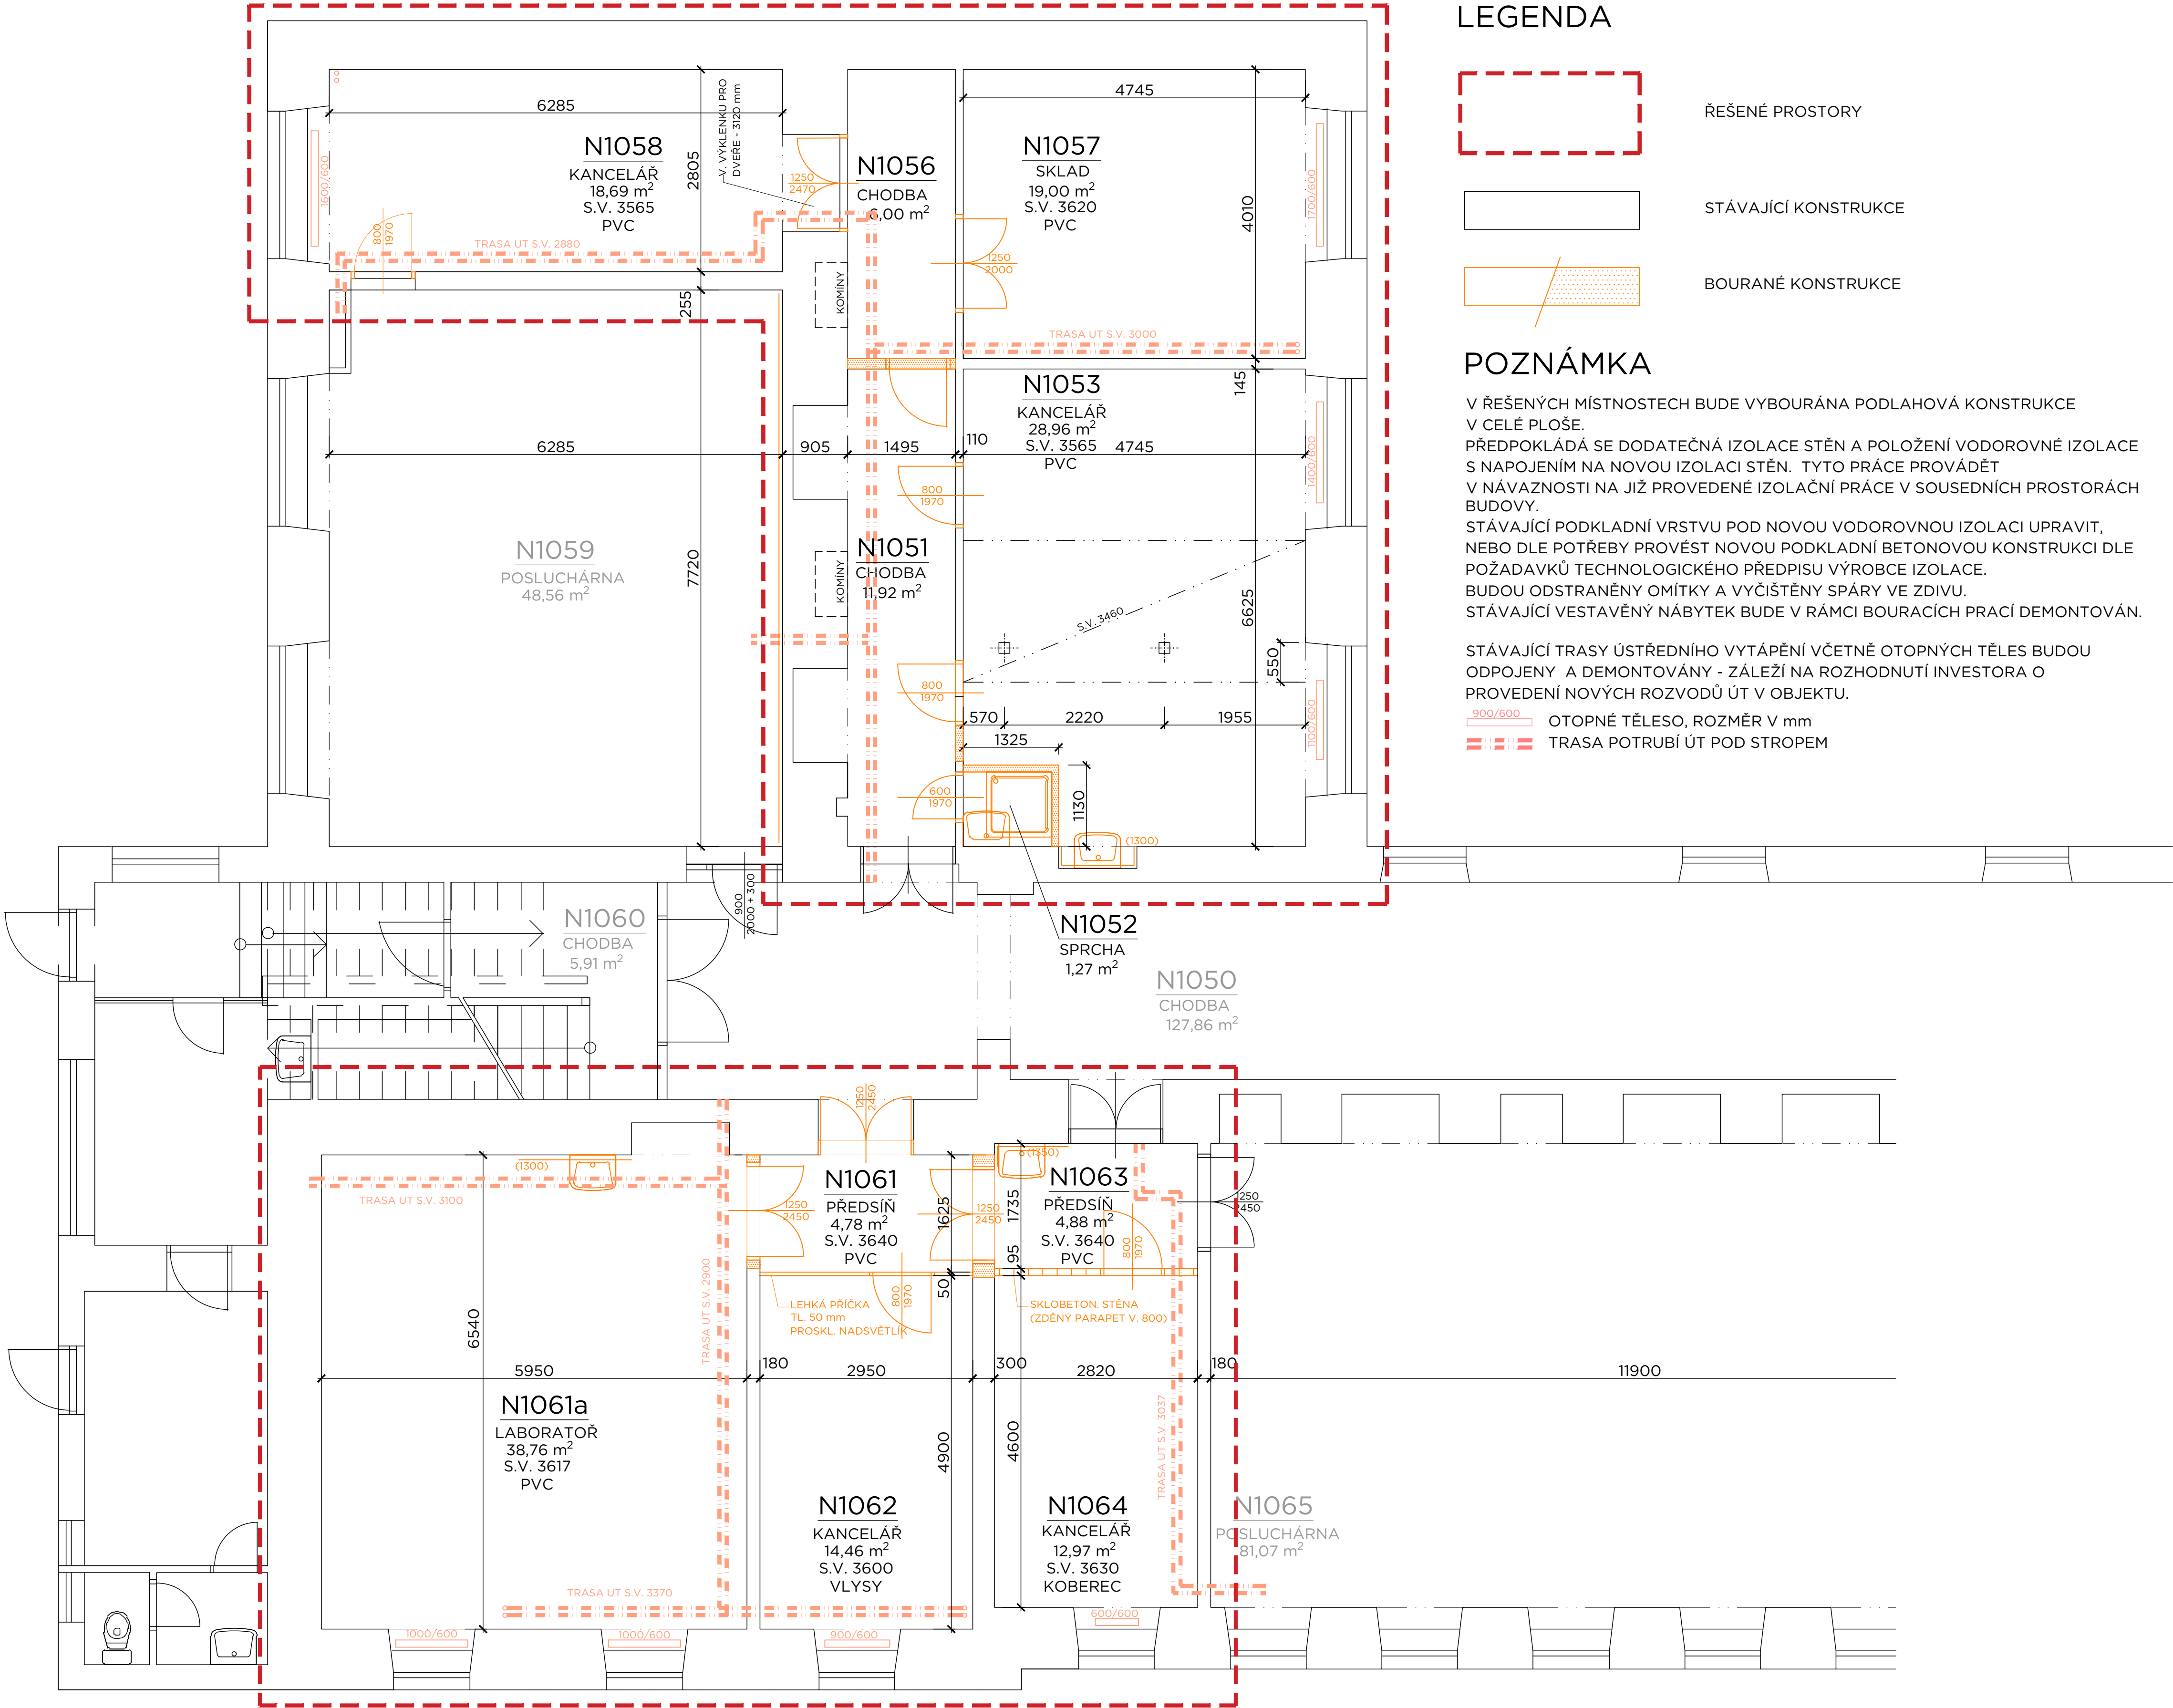 LEGENDA
ŘEŠENÉ PROSTORY
STÁVAJÍCÍ KONSTRUKCE
BOURANÉ KONSTRUKCE
POZNÁMKA
V ŘEŠENÝCH MÍSTNOSTECH BUDE VYBOURÁNA PODLAHOVÁ KONSTRUKCE
V CELÉ PLOŠE.
PŘEDPOKLÁDÁ SE DODATEČNÁ IZOLACE STĚN A POLOŽENÍ VODOROVNÉ IZOLACE
S NAPOJENÍM NA NOVOU IZOLACI STĚN. TYTO PRÁCE PROVÁDĚT
V NÁVAZNOSTI NA JIŽ PROVEDENÉ IZOLAČNÍ PRÁCE V SOUSEDNÍCH PROSTORÁCH
BUDOVY.
STÁVAJÍCÍ PODKLADNÍ VRSTVU POD NOVOU VODOROVNOU IZOLACI UPRAVIT,
NEBO DLE POTŘEBY PROVÉST NOVOU PODKLADNÍ BETONOVOU KONSTRUKCI DLE
POŽADAVKŮ TECHNOLOGICKÉHO PŘEDPISU VÝROBCE IZOLACE.
BUDOU ODSTRANĚNY OMÍTKY A VYČIŠTĚNY SPÁRY VE ZDIVU.
STÁVAJÍCÍ VESTAVĚNÝ NÁBYTEK BUDE V RÁMCI BOURACÍCH PRACÍ DEMONTOVÁN.
STÁVAJÍCÍ TRASY ÚSTŘEDNÍHO VYTÁPĚNÍ VČETNĚ OTOPNÝCH TĚLES BUDOU
ODPOJENY A DEMONTOVÁNY - ZÁLEŽÍ NA ROZHODNUTÍ INVESTORA O
PROVEDENÍ NOVÝCH ROZVODŮ ÚT V OBJEKTU.
900/600
OTOPNÉ TĚLESO, ROZMĚR V mm
TRASA POTRUBÍ ÚT POD STROPEM
6285
N1058
KANCELÁŘ
18,69 m²
S.V. 3565
PVC
2805
V. VÝKLENKU PRO
DVEŘE - 3120 mm
1600/600
800
1970
TRASA UT S.V. 2880
1250
2470
N1056
CHODBA
6,00 m²
4745
N1057
SKLAD
19,00 m²
S.V. 3620
PVC
4010
1700/600
1250
2000
KOMÍNY
255
TRASA UT S.V. 3000
145
N1053
KANCELÁŘ
28,96 m²
S.V. 3565
PVC
6285
905
1495
110
4745
1400/600
800
1970
N1059
POSLUCHÁRNA
48,56 m²
7720
KOMÍNY
N1051
CHODBA
11,92 m²
S.V. 3460
6625
550
800
1970
570
2220
1955
1100/600
1325
600
1970
1130
(1300)
900
2000 + 300
N1060
CHODBA
5,91 m²
N1052
SPRCHA
1,27 m²
N1050
CHODBA
127,86 m²
1250
2450
(1300)
TRASA UT S.V. 3100
1250
2450
N1061
PŘEDSÍŇ
4,78 m²
S.V. 3640
PVC
1625
1250
2450
(1350)
1735
N1063
PŘEDSÍŇ
4,88 m²
S.V. 3640
PVC
800
1970
1250
2450
95
50
TRASA UT S.V. 2900
LEHKÁ PŘÍČKA
TL. 50 mm
PROSKL. NADSVĚTLÍK
800
1970
SKLOBETON. STĚNA
(ZDĚNÝ PARAPET V. 800)
6540
5950
180
2950
300
2820
180
11900
N1061a
LABORATOŘ
38,76 m²
S.V. 3617
PVC
4900
4600
TRASA UT S.V. 3037
N1062
KANCELÁŘ
14,46 m²
S.V. 3600
VLYSY
N1064
KANCELÁŘ
12,97 m²
S.V. 3630
KOBEREC
N1065
POSLUCHÁRNA
81,07 m²
TRASA UT S.V. 3370
1000/600
1000/600
900/600
600/600